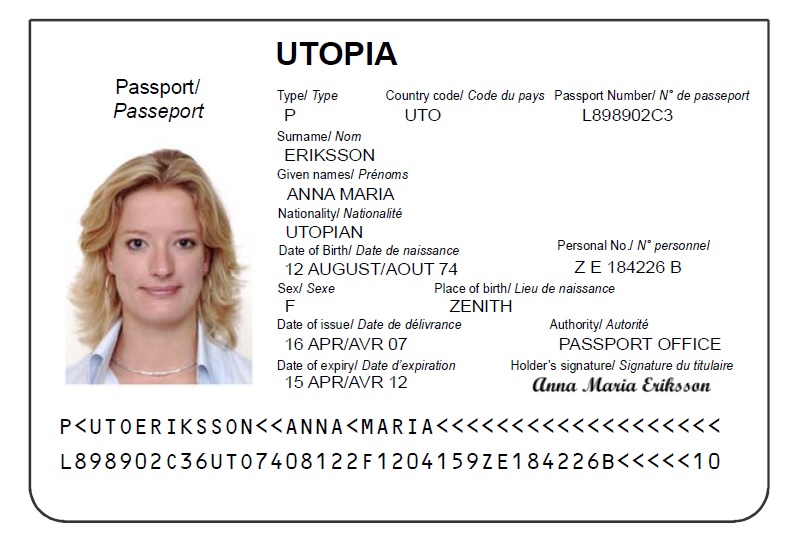 UTOPIA
Passport/
Passeport
Type/ Type Country code/ Code du pays Passport Number/ N° de passeport
P UTO L898902C3
Surname/ Nom
ERIKSSON
Given names/ Prénoms
ANNA MARIA
Nationality/ Nationalité
UTOPIAN
Date of Birth/ Date de naissance Personal No./ N° personnel
12 AUGUST/AOUT 74 Z E 184226 B
Sex/ Sexe Place of birth/ Lieu de naissance
F ZENITH
Date of issue/ Date de délivrance Authority/ Autorité
16 APR/AVR 07 PASSPORT OFFICE
Date of expiry/ Date d'expiration Holder's signature/ Signature du titulaire
15 APR/AVR 12 Anna Maria Eriksson
P<UTOERIKSSON<<ANNA<MARIA<<<<<<<<<<<<<<<<<<<
L898902C36UTO7408122F1204159ZE184226B<<<<<10